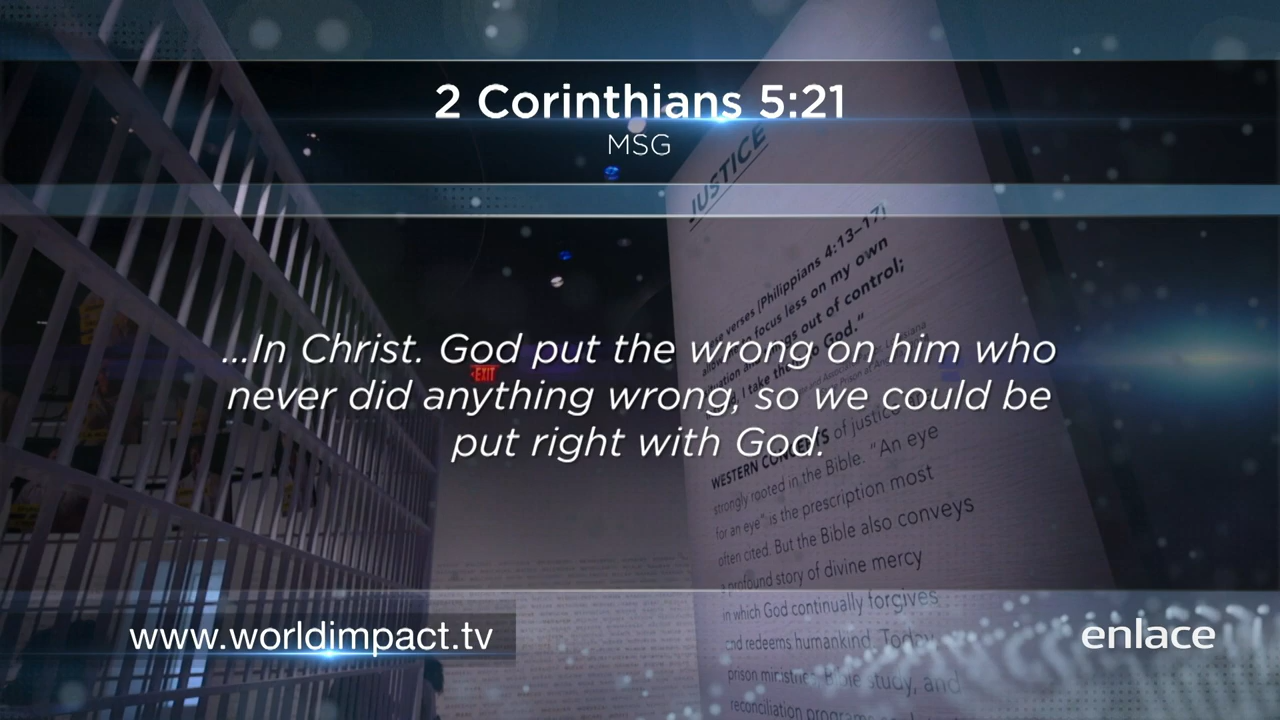 2 Corinthians 5:21
MSG
JUSTICE
verses (Philippians 4:13–17)
focus less on my own
out of control;
I take God."
...In Christ. God put the wrong on him who
EXIT
never did anything wrong, so we could be
put right with God.
WESTERN CONCEPTS of justice are
strongly rooted in the Bible. "An eye
for an eye" is the prescription most
often cited. But the Bible also conveys
a profound story of divine mercy
in which God continually forgives
and redeems humankind. Today,
prison ministries, Bible study, and
reconciliation programs
www.worldimpact.tv
enlace